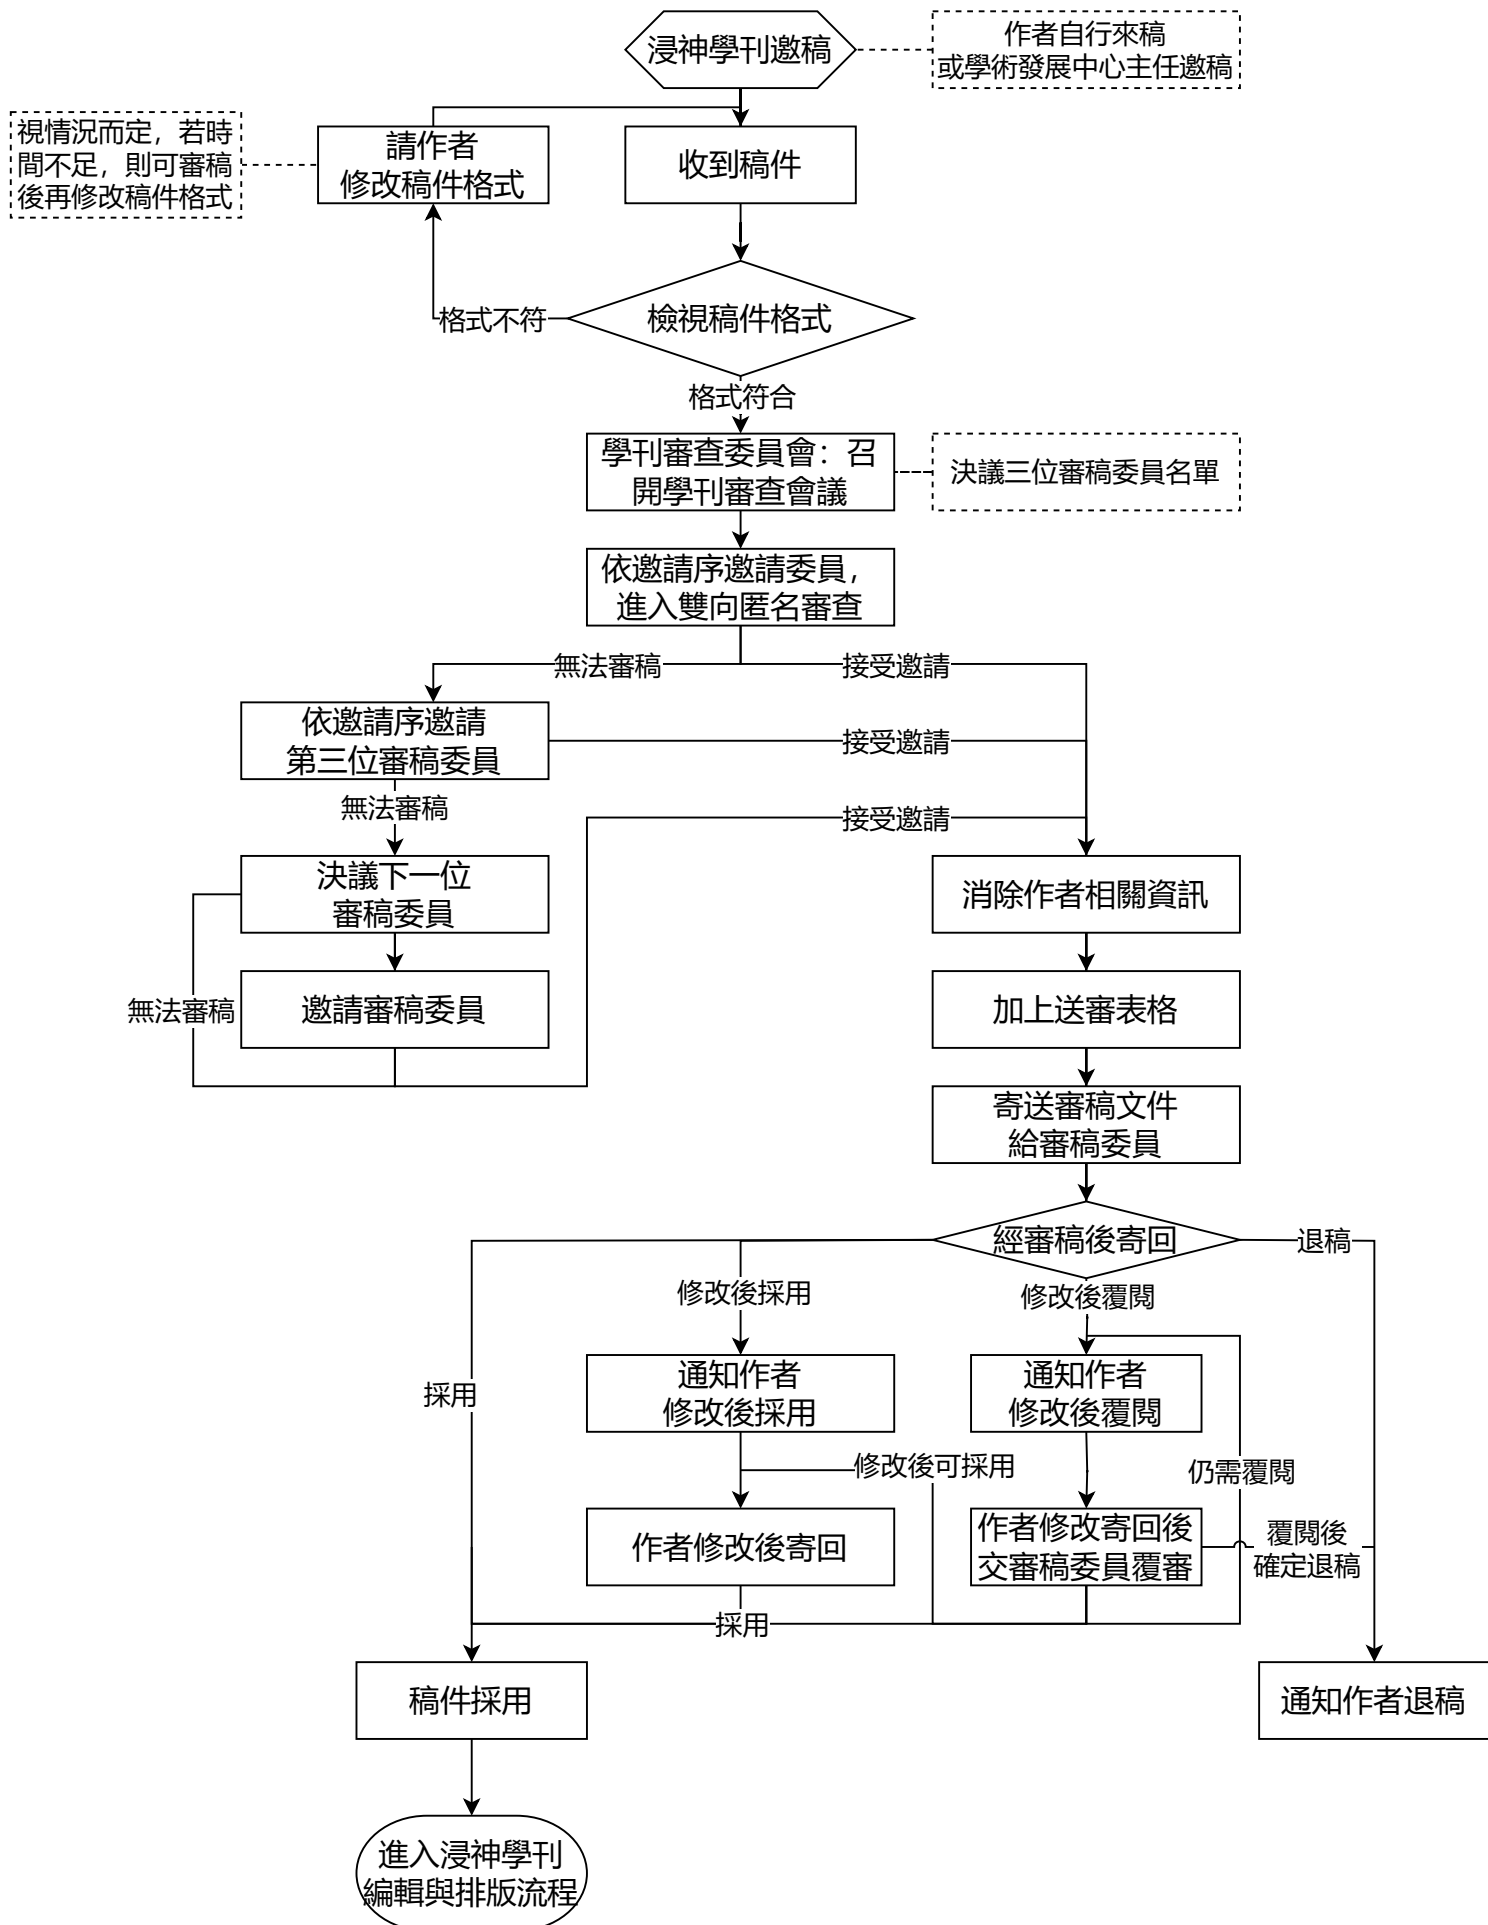 浸神學刊邀稿
作者自行來稿
或學術發展中心主任邀稿
視情況而定，若時
間不足，則可審稿
後再修改稿件格式
請作者
修改稿件格式
收到稿件
格式不符
檢視稿件格式
格式符合
學刊審查委員會：召
開學刊審查會議
決議三位審稿委員名單
依邀請序邀請委員，
進入雙向匿名審查
無法審稿
接受邀請
依邀請序邀請
第三位審稿委員
接受邀請
無法審稿
接受邀請
決議下一位
審稿委員
消除作者相關資訊
無法審稿
邀請審稿委員
加上送審表格
寄送審稿文件
給審稿委員
經審稿後寄回
退稿
修改後採用
修改後覆閱
採用
通知作者
修改後採用
通知作者
修改後覆閱
修改後可採用
仍需覆閱
作者修改後寄回
作者修改寄回後
交審稿委員覆審
覆閱後
確定退稿
採用
稿件採用
通知作者退稿
進入浸神學刊
編輯與排版流程